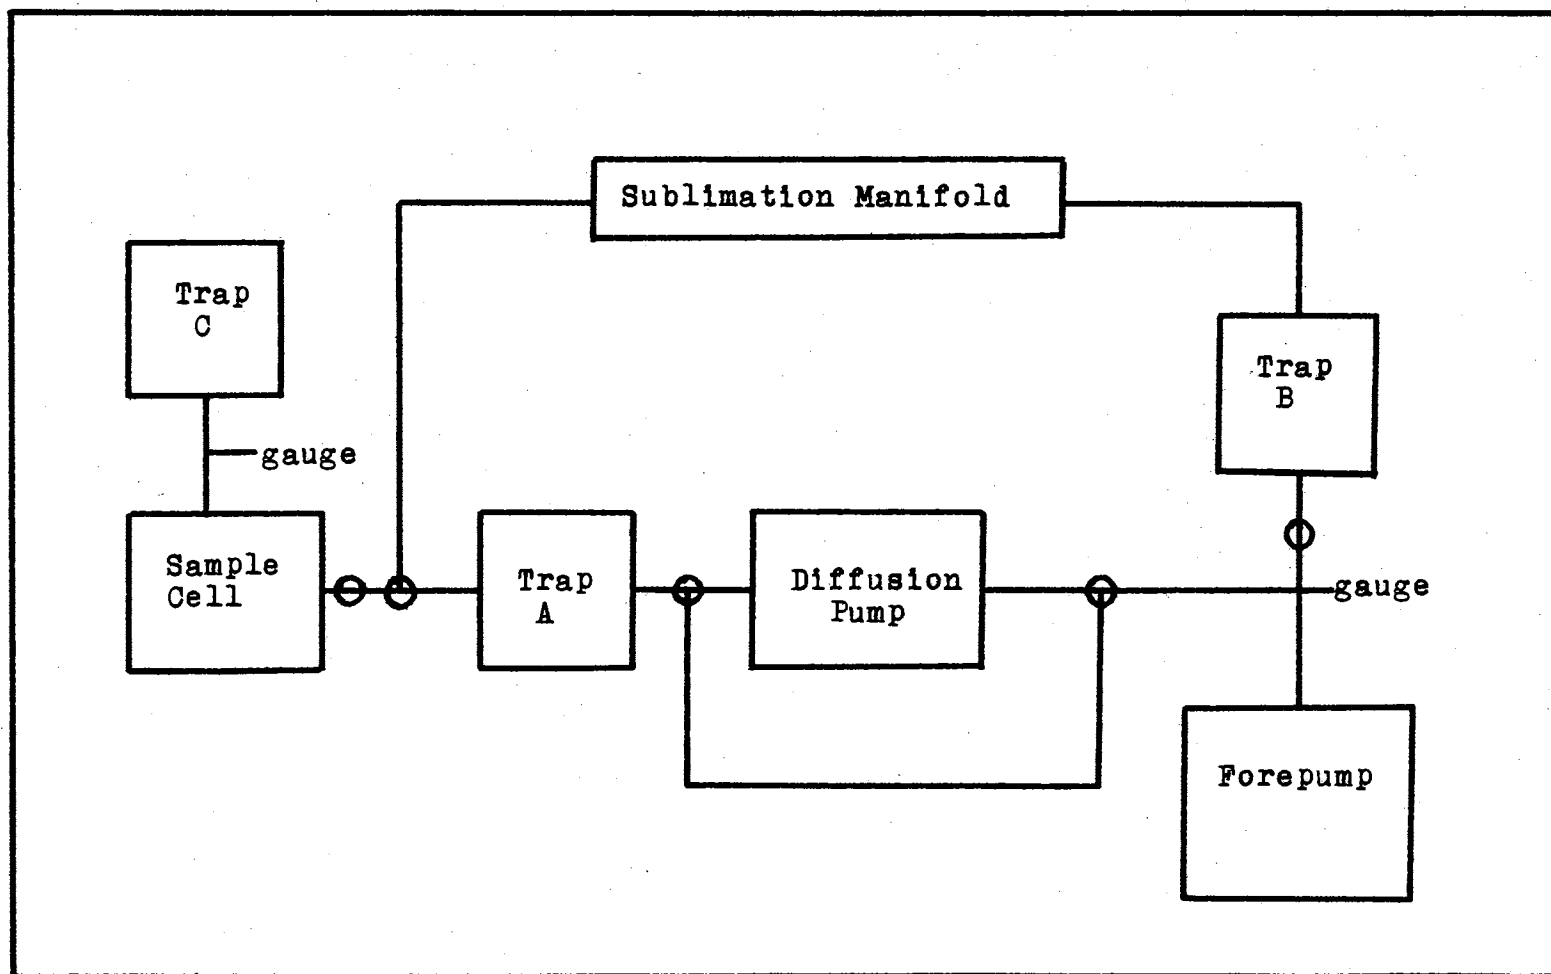 Sublimation Manifold
Trap
C
Trap
B
gauge
Sample
Cell
Trap
A
Diffusion
Pump
gauge
Forepump